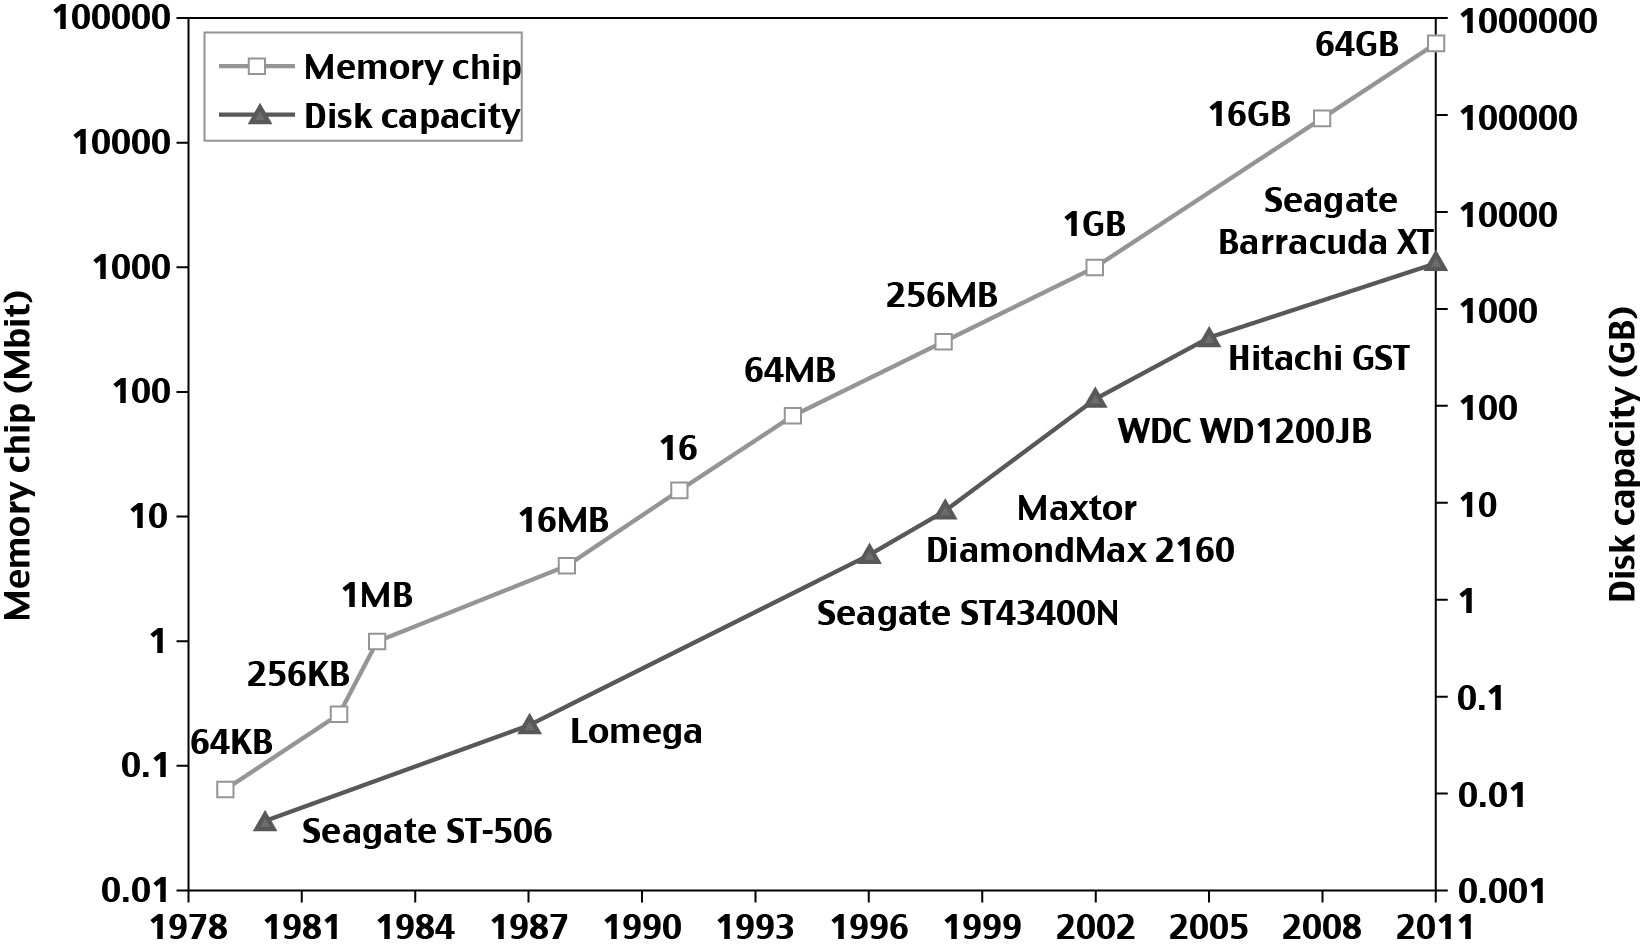 100000
10000
1000
100
10
1
0.1
0.01
Memory chip (Mbit)
Memory chip
Disk capacity
64KB
256KB
1MB
16MB
16
64MB
256MB
1GB
16GB
64GB
Seagate
Barracuda XT
Hitachi GST
WDC WD1200JB
Maxtor
DiamondMax 2160
Seagate ST43400N
Lomega
Seagate ST-506
1000000
100000
10000
1000
100
10
1
0.1
0.01
0.001
Disk capacity (GB)
1978 1981 1984 1987 1990 1993 1996 1999 2002 2005 2008 2011